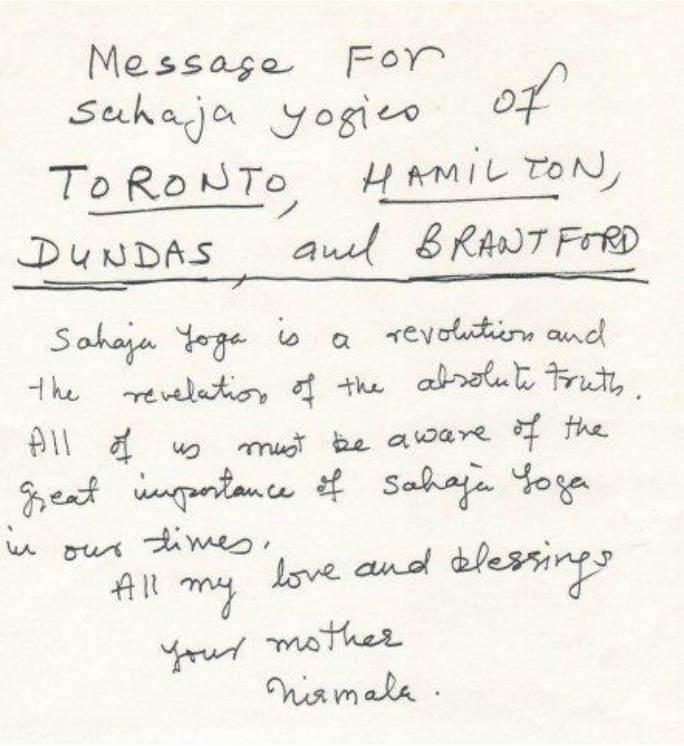 Message For
Sahaja yogies of
TORONTO, HAMILTON,
DUNDAS, and BRANTFORD
Sahaja Yoga is a revolution and
the revelation of the absolute truth.
All of us must be aware of the
great importance of Sahaja Yoga
in our times.
All my love and blessings
your mother
Nirmala.